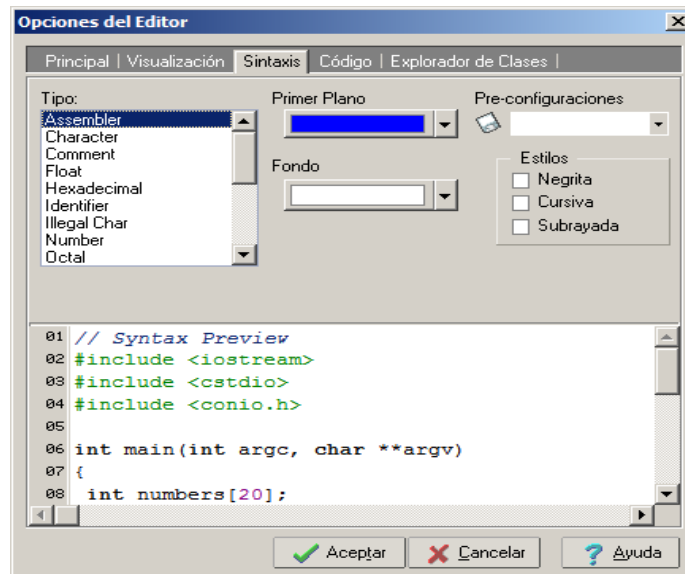 Opciones del Editor
Principal | Visualización | Sintaxis | Código | Explorador de Clases |
Tipo:
Assembler
Character
Comment
Float
Hexadecimal
Identifier
Illegal Char
Number
Octal
Primer Plano
Fondo
Pre-configuraciones
Estilos
Negrita
Cursiva
Subrayada
01 // Syntax Preview
02 #include <iostream>
03 #include <cstdio>
04 #include <conio.h>
05
06 int main(int argc, char **argv)
07 {
08 int numbers[20];
Aceptar
Cancelar
Ayuda